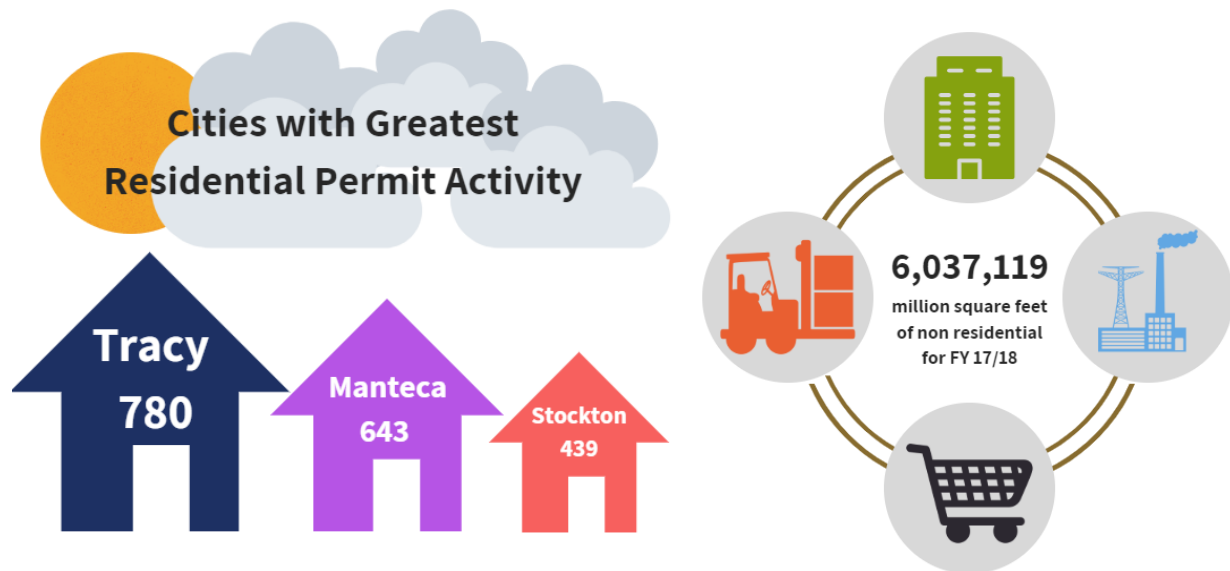 Cities with Greatest
Residential Permit Activity
Tracy
780
Manteca
643
Stockton
439
6,037,119
million square feet
of non residential
for FY 17/18